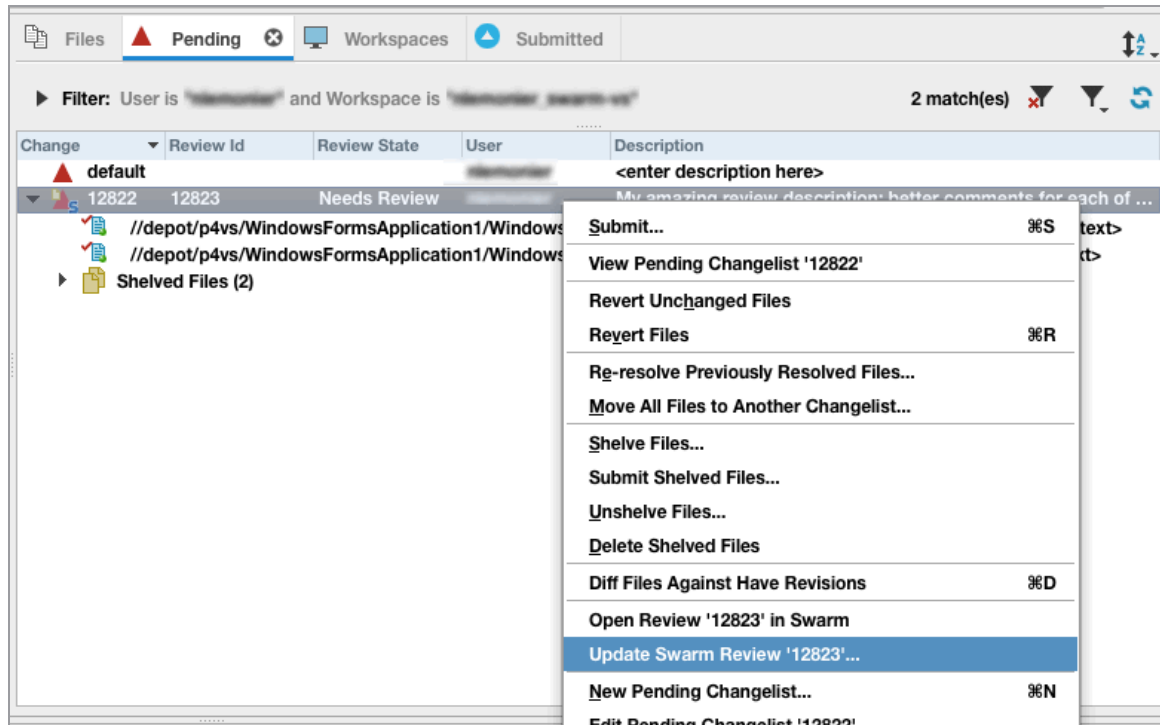 Files Pending Workspaces Submitted
Filter: User is and Workspace is 2 match(es)
Change Review Id Review State User Description
default <enter description here>
12822 12823 Needs Review My amazing review description: better comments for each of ...
//depot/p4vs/WindowsFormsApplication1/Windows text>
//depot/p4vs/WindowsFormsApplication1/Windows xt>
Shelved Files (2)
Submit... ⌘S
View Pending Changelist '12822'
Revert Unchanged Files
Revert Files ⌘R
Re-resolve Previously Resolved Files...
Move All Files to Another Changelist...
Shelve Files...
Submit Shelved Files...
Unshelve Files...
Delete Shelved Files
Diff Files Against Have Revisions ⌘D
Open Review '12823' in Swarm
Update Swarm Review '12823'...
New Pending Changelist... ⌘N
Edit Pending Changelist '12822'